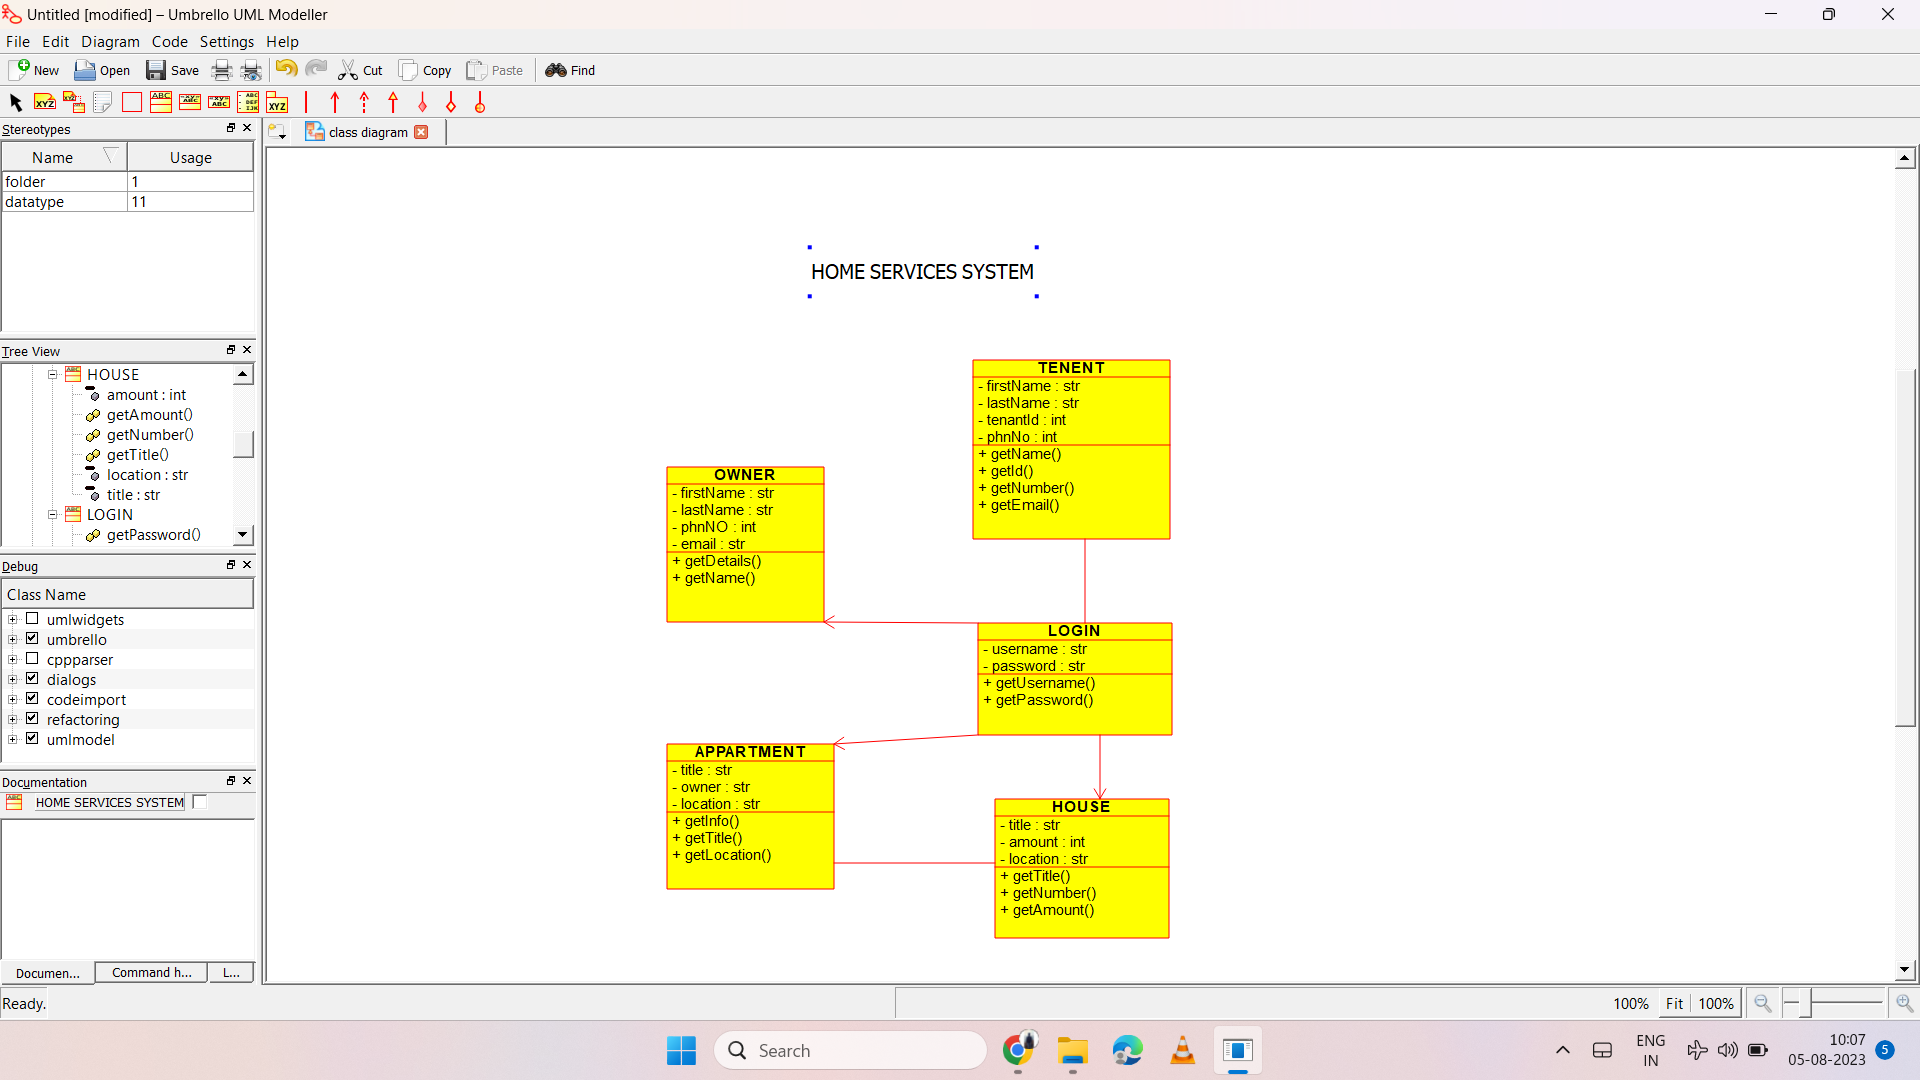 Untitled [modified] – Umbrello UML Modeller
File Edit Diagram Code Settings Help
New Open Save Cut Copy Paste Find
Stereotypes
class diagram
Name Usage
folder 1
datatype 11
Tree View
HOUSE
amount : int
getAmount()
getNumber()
getTitle()
location : str
title : str
LOGIN
getPassword()
Debug
Class Name
umlwidgets
umbrello
cppparser
dialogs
codeimport
refactoring
umlmodel
Documentation
HOME SERVICES SYSTEM
Documen... Command h... L...
HOME SERVICES SYSTEM
TENENT
- firstName : str
- lastName : str
- tenantId : int
- phnNo : int
+ getName()
+ getId()
+ getNumber()
+ getEmail()
OWNER
- firstName : str
- lastName : str
- phnNO : int
- email : str
+ getDetails()
+ getName()
LOGIN
- username : str
- password : str
+ getUsername()
+ getPassword()
APPARTMENT
- title : str
- owner : str
- location : str
+ getInfo()
+ getTitle()
+ getLocation()
HOUSE
- title : str
- amount : int
- location : str
+ getTitle()
+ getNumber()
+ getAmount()
Ready.
100% Fit 100%
Search
ENG
IN
10:07
05-08-2023
5